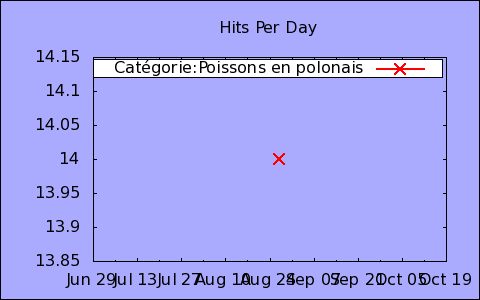 Hits Per Day
14.15
Catégorie:Poissons en polonais
14.1
14.05
14
13.95
13.9
13.85
Jun 29 Jul 13 Jul 27 Aug 10 Aug 24 Sep 07 Sep 21 Oct 05 Oct 19